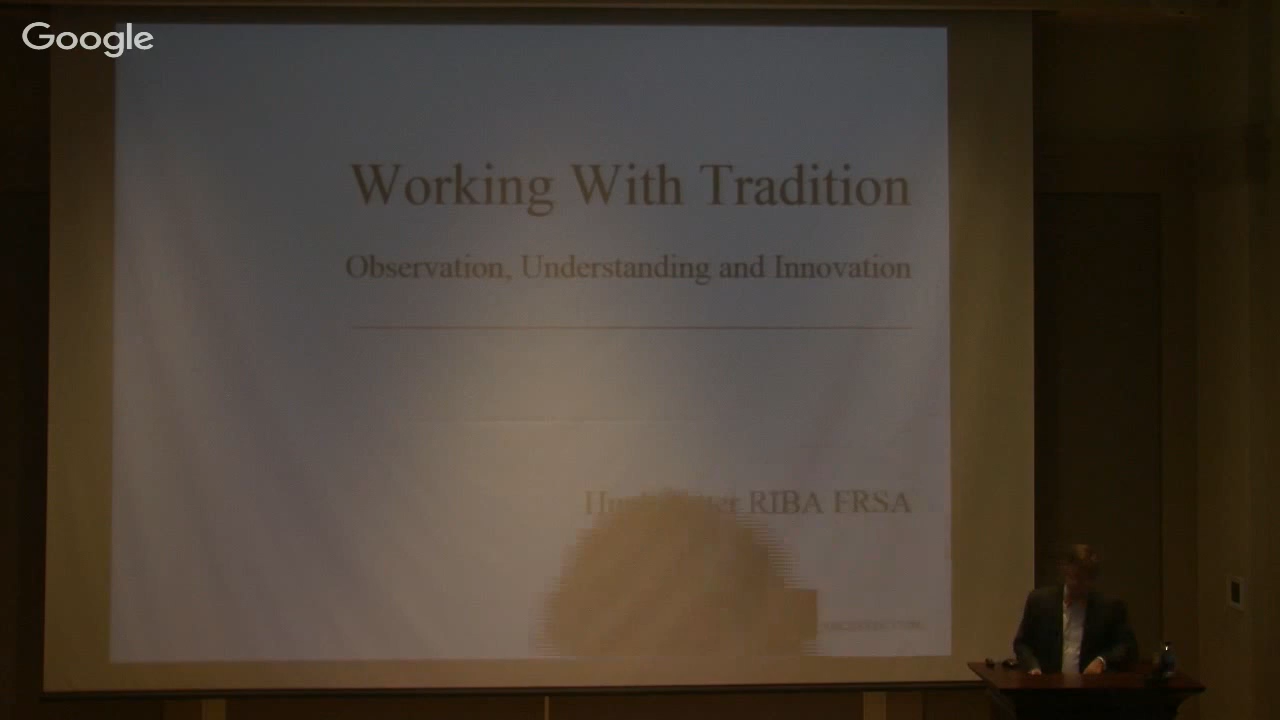 Google
Working With Tradition
Observation, Understanding and Innovation
RIBA FRSA